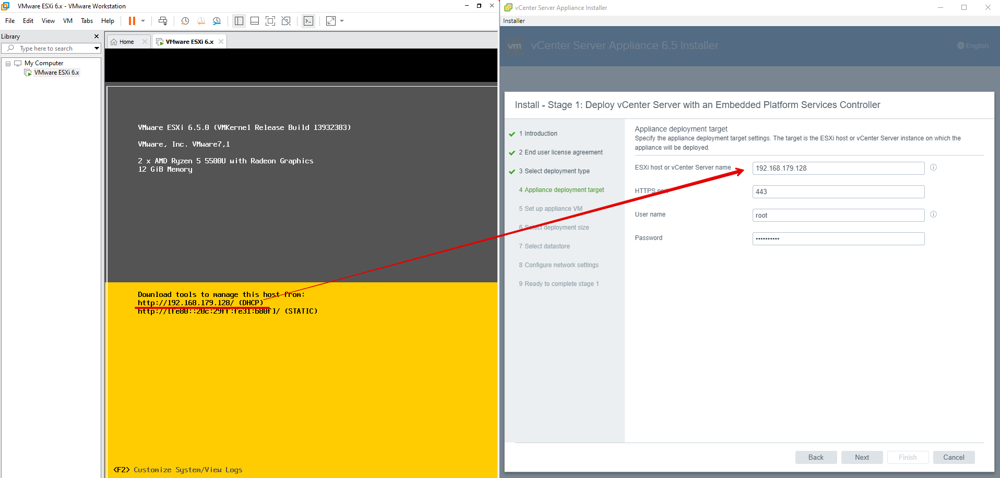 VMware ESXi 6.x - VMware Workstation
File Edit View VM Tabs Help
Library
Type here to search
My Computer
VMware ESXi 6.x
Home
VMware ESXi 6.x
VMware ESXi 6.5.0 (VMKernel Release Build 13932383)
VMware, Inc. VMware7,1
2 x AMD Ryzen 5 5500U with Radeon Graphics
12 GiB Memory
Download tools to manage this host from:
http://192.168.179.128/ (DHCP)
http://[fe80::20c:29ff:fe31:b80f]/ (STATIC)
<F2> Customize System/View Logs
vCenter Server Appliance Installer
Installer
vm vCenter Server Appliance 6.5 Installer
English
Install - Stage 1: Deploy vCenter Server with an Embedded Platform Services Controller
1 Introduction
2 End user license agreement
3 Select deployment type
4 Appliance deployment target
5 Set up appliance VM
6 Select deployment size
7 Select datastore
8 Configure network settings
9 Ready to complete stage 1
Appliance deployment target
Specify the appliance deployment target settings. The target is the ESXi host or vCenter Server instance on which the
appliance will be deployed.
ESXi host or vCenter Server name 192.168.179.128
HTTPS port 443
User name root
Password ••••••••••
Back Next Finish Cancel